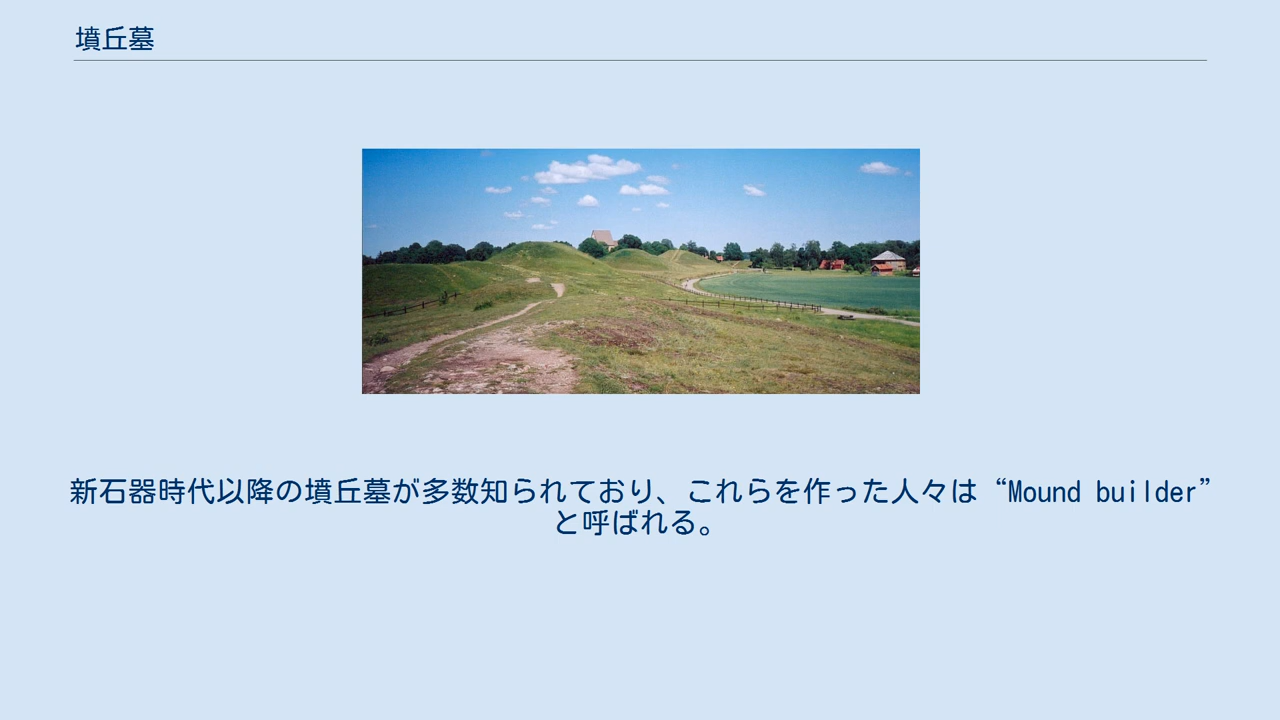 墳丘墓
新石器時代以降の墳丘墓が多数知られており、これらを作った人々は“Mound builder”
と呼ばれる。